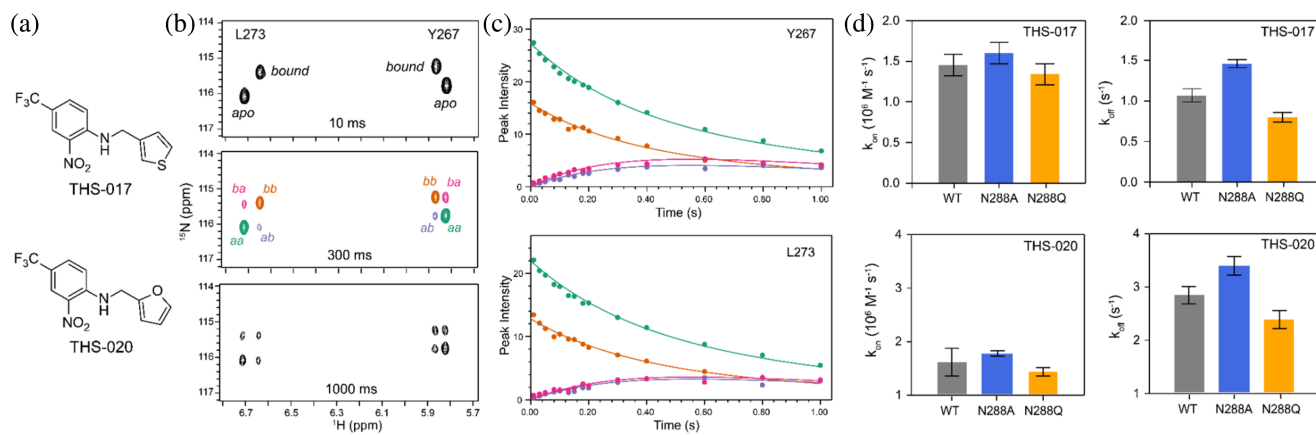 (a)
F₃C
NO₂
NH
S
THS-017
F₃C
NO₂
NH
O
THS-020
(b)
L273
Y267
bound
bound
apo
apo
10 ms
114
115
116
117
ba
bb
bb
ba
aa
ab
ab
aa
300 ms
114
115
116
117
1000 ms
115
116
117
¹⁵N (ppm)
6.7
6.5
6.3
6.1
5.9
5.7
¹H (ppm)
(c)
Y267
Peak Intensity
30
20
10
0
0.00
0.20
0.40
0.60
0.80
1.00
Time (s)
L273
Peak Intensity
20
10
0
0.00
0.20
0.40
0.60
0.80
1.00
Time (s)
(d)
THS-017
kon (10⁶ M⁻¹ s⁻¹)
2.0
1.5
1.0
0.5
0.0
WT
N288A
N288Q
THS-017
koff (s⁻¹)
2.0
1.5
1.0
0.5
0.0
WT
N288A
N288Q
THS-020
kon (10⁶ M⁻¹ s⁻¹)
4
3
2
1
WT
N288A
N288Q
THS-020
koff (s⁻¹)
4
3
2
1
WT
N288A
N288Q